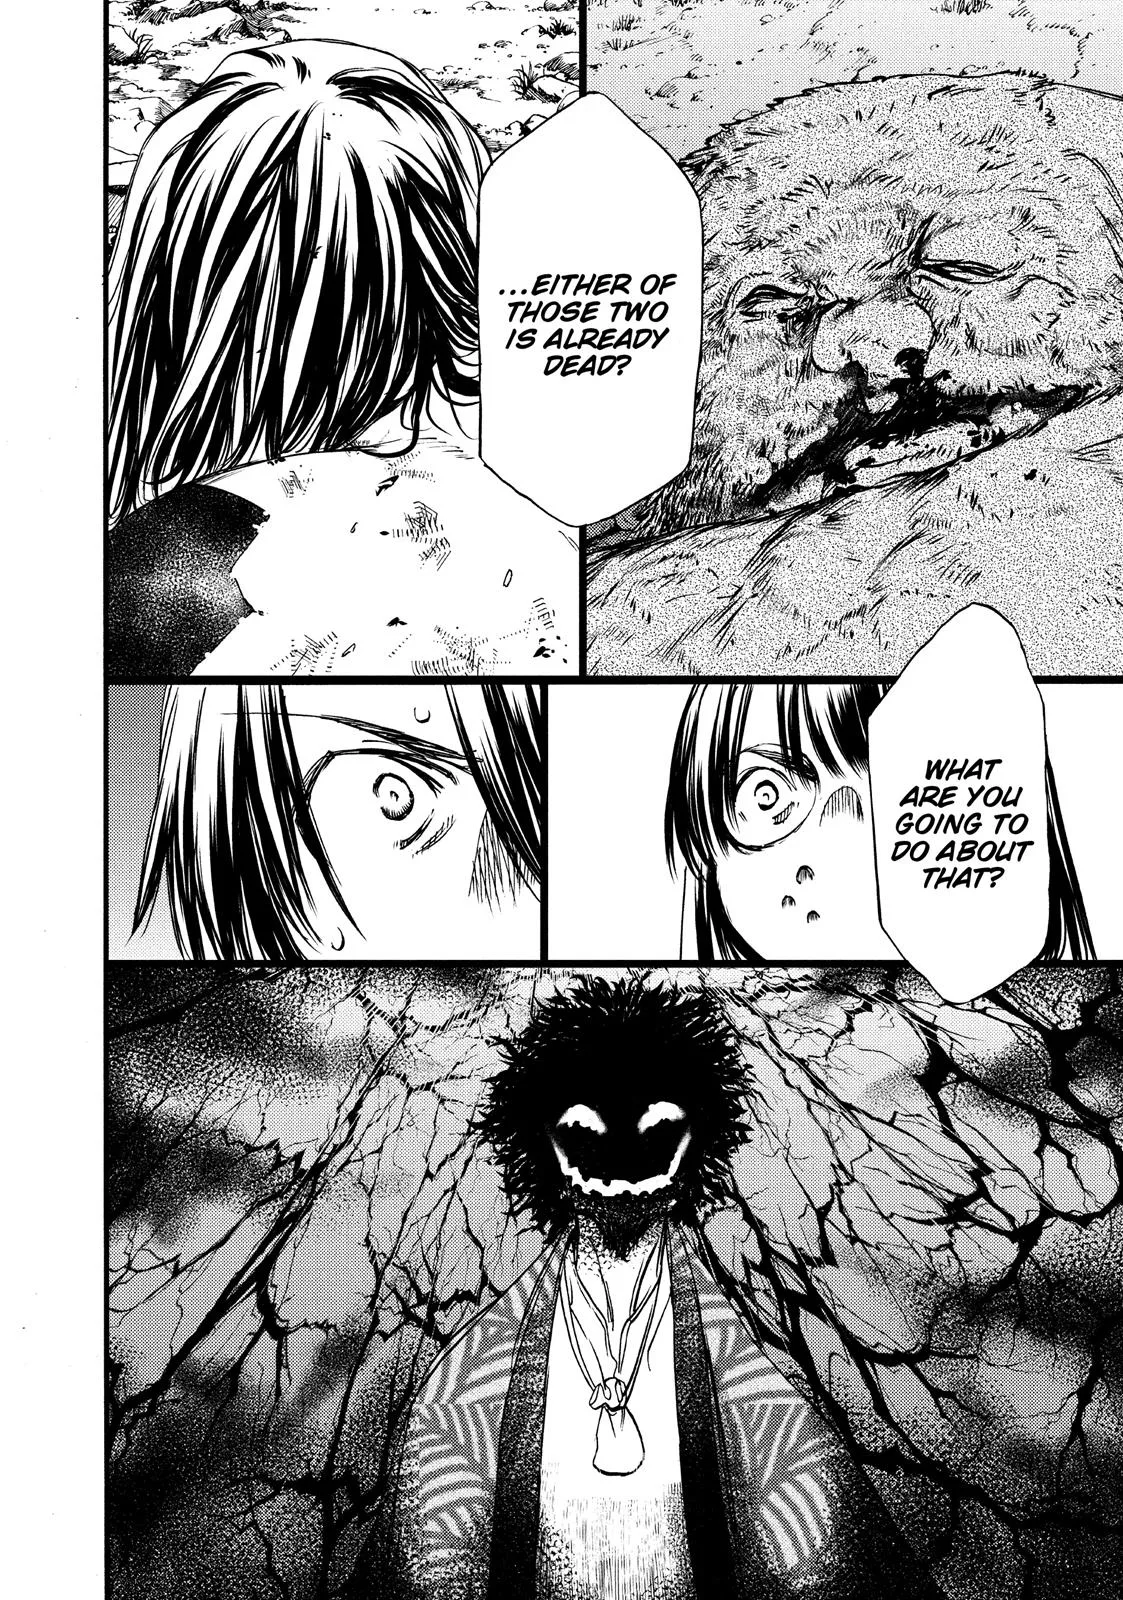 ...EITHER OF
THOSE TWO
IS ALREADY
DEAD?
WHAT
ARE YOU
GOING TO
DO ABOUT
THAT?